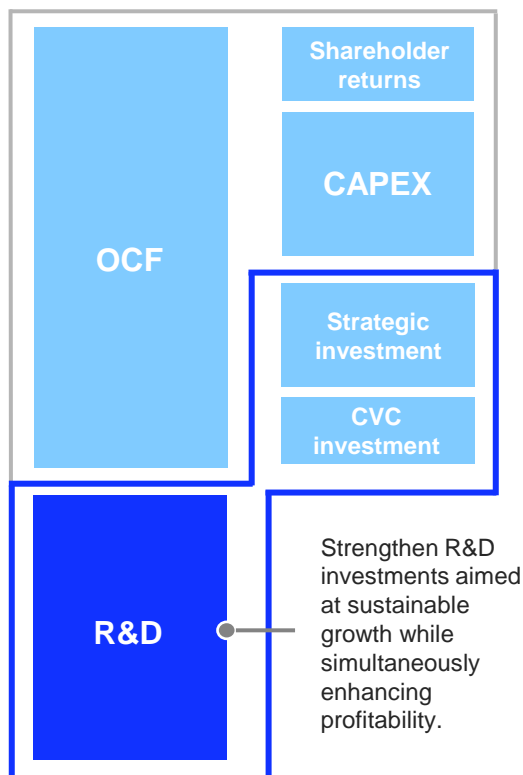 OCF
Shareholder
returns
CAPEX
Strategic
investment
CVC
investment
R&D
Strengthen R&D
investments aimed
at sustainable
growth while
simultaneously
enhancing
profitability.